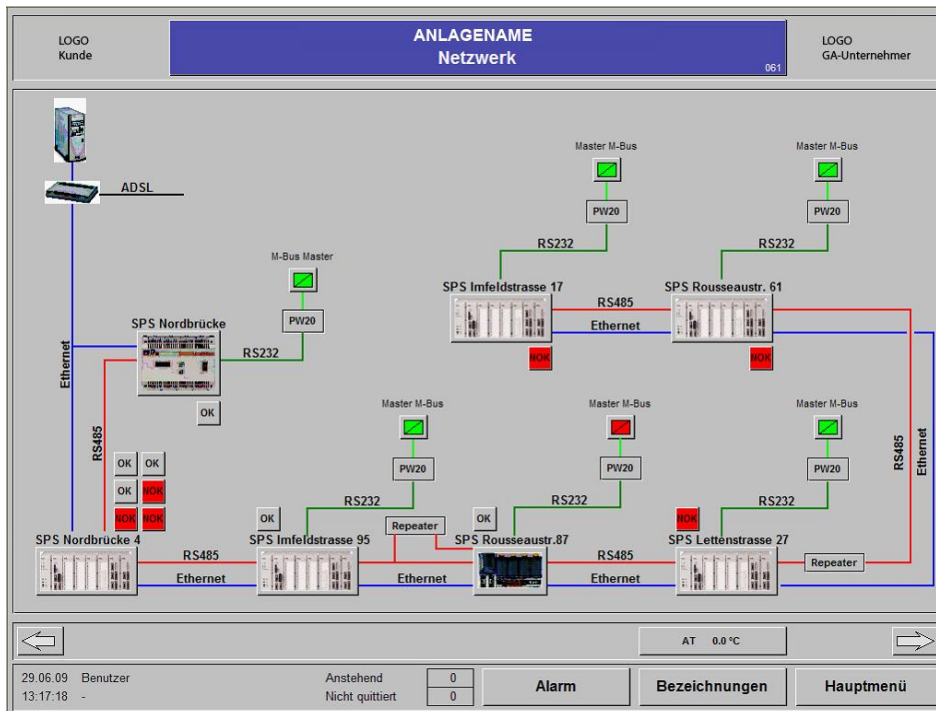 LOGO
Kunde
ANLAGENAME
Netzwerk
061
LOGO
GA-Unternehmer
ADSL
Master M-Bus
Master M-Bus
PW20
PW20
RS232
RS232
M-Bus Master
PW20
SPS Imfeldstrasse 17
SPS Rousseaustr. 61
RS485
Ethernet
NOK
NOK
SPS Nordbrücke
RS232
OK
Ethernet
RS485
RS485
Ethernet
Master M-Bus
Master M-Bus
Master M-Bus
PW20
PW20
PW20
RS232
RS232
RS232
OK
OK
OK
NOK
NOK
NOK
OK
Repeater
OK
NOK
SPS Nordbrücke 4
SPS Imfeldstrasse 95
SPS Rousseaustr.87
SPS Lettenstrasse 27
RS485
RS485
Repeater
Ethernet
Ethernet
Ethernet
AT 0.0 °C
29.06.09 Benutzer
13:17:18 -
Anstehend 0
Nicht quittiert 0
Alarm
Bezeichnungen
Hauptmenü